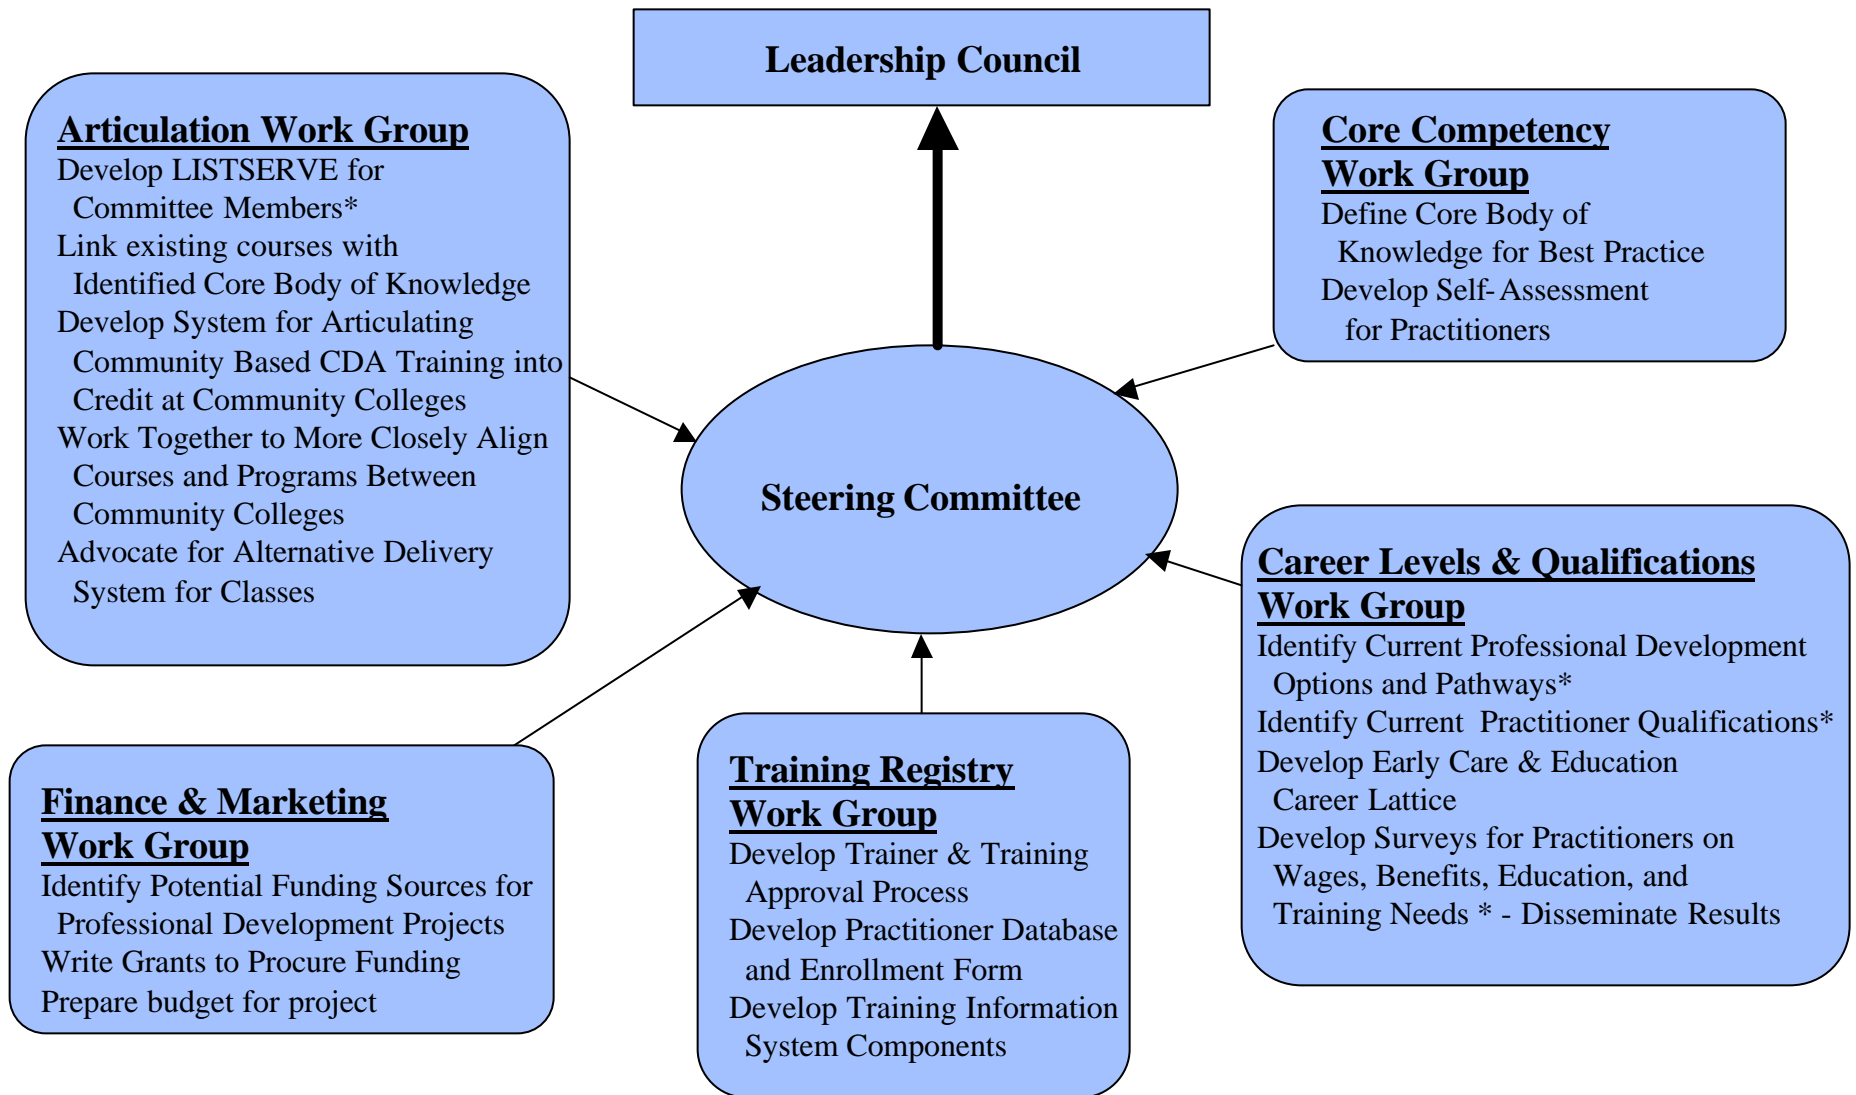 Leadership Council
Articulation Work Group
Develop LISTSERVE for
Committee Members*
Link existing courses with
Identified Core Body of Knowledge
Develop System for Articulating
Community Based CDA Training into
Credit at Community Colleges
Work Together to More Closely Align
Courses and Programs Between
Community Colleges
Advocate for Alternative Delivery
System for Classes
Core Competency
Work Group
Define Core Body of
Knowledge for Best Practice
Develop Self-Assessment
for Practitioners
Steering Committee
Career Levels & Qualifications
Work Group
Identify Current Professional Development
Options and Pathways*
Identify Current Practitioner Qualifications*
Develop Early Care & Education
Career Lattice
Develop Surveys for Practitioners on
Wages, Benefits, Education, and
Training Needs * - Disseminate Results
Finance & Marketing
Work Group
Identify Potential Funding Sources for
Professional Development Projects
Write Grants to Procure Funding
Prepare budget for project
Training Registry
Work Group
Develop Trainer & Training
Approval Process
Develop Practitioner Database
and Enrollment Form
Develop Training Information
System Components